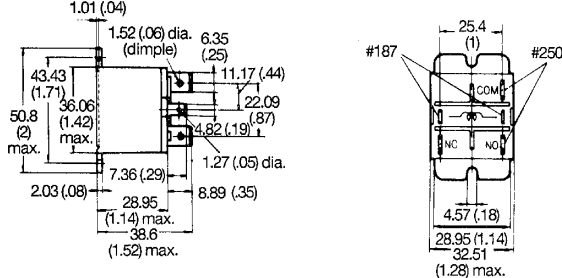 1.01 (.04)
1.52 (.06) dia.
(dimple)
6.35
(.25)
11.17 (.44)
43.43
(1.71)
36.06
(1.42)
max.
50.8
(2)
max.
22.09
(.87)
4.82 (.19)
1.27 (.05) dia.
7.36 (.29)
2.03 (.08)
8.89 (.35)
28.95
(1.14) max.
38.6
(1.52) max.
25.4
(1)
#187
#250
COM
NC
NO
4.57 (.18)
28.95 (1.14)
32.51
(1.28) max.